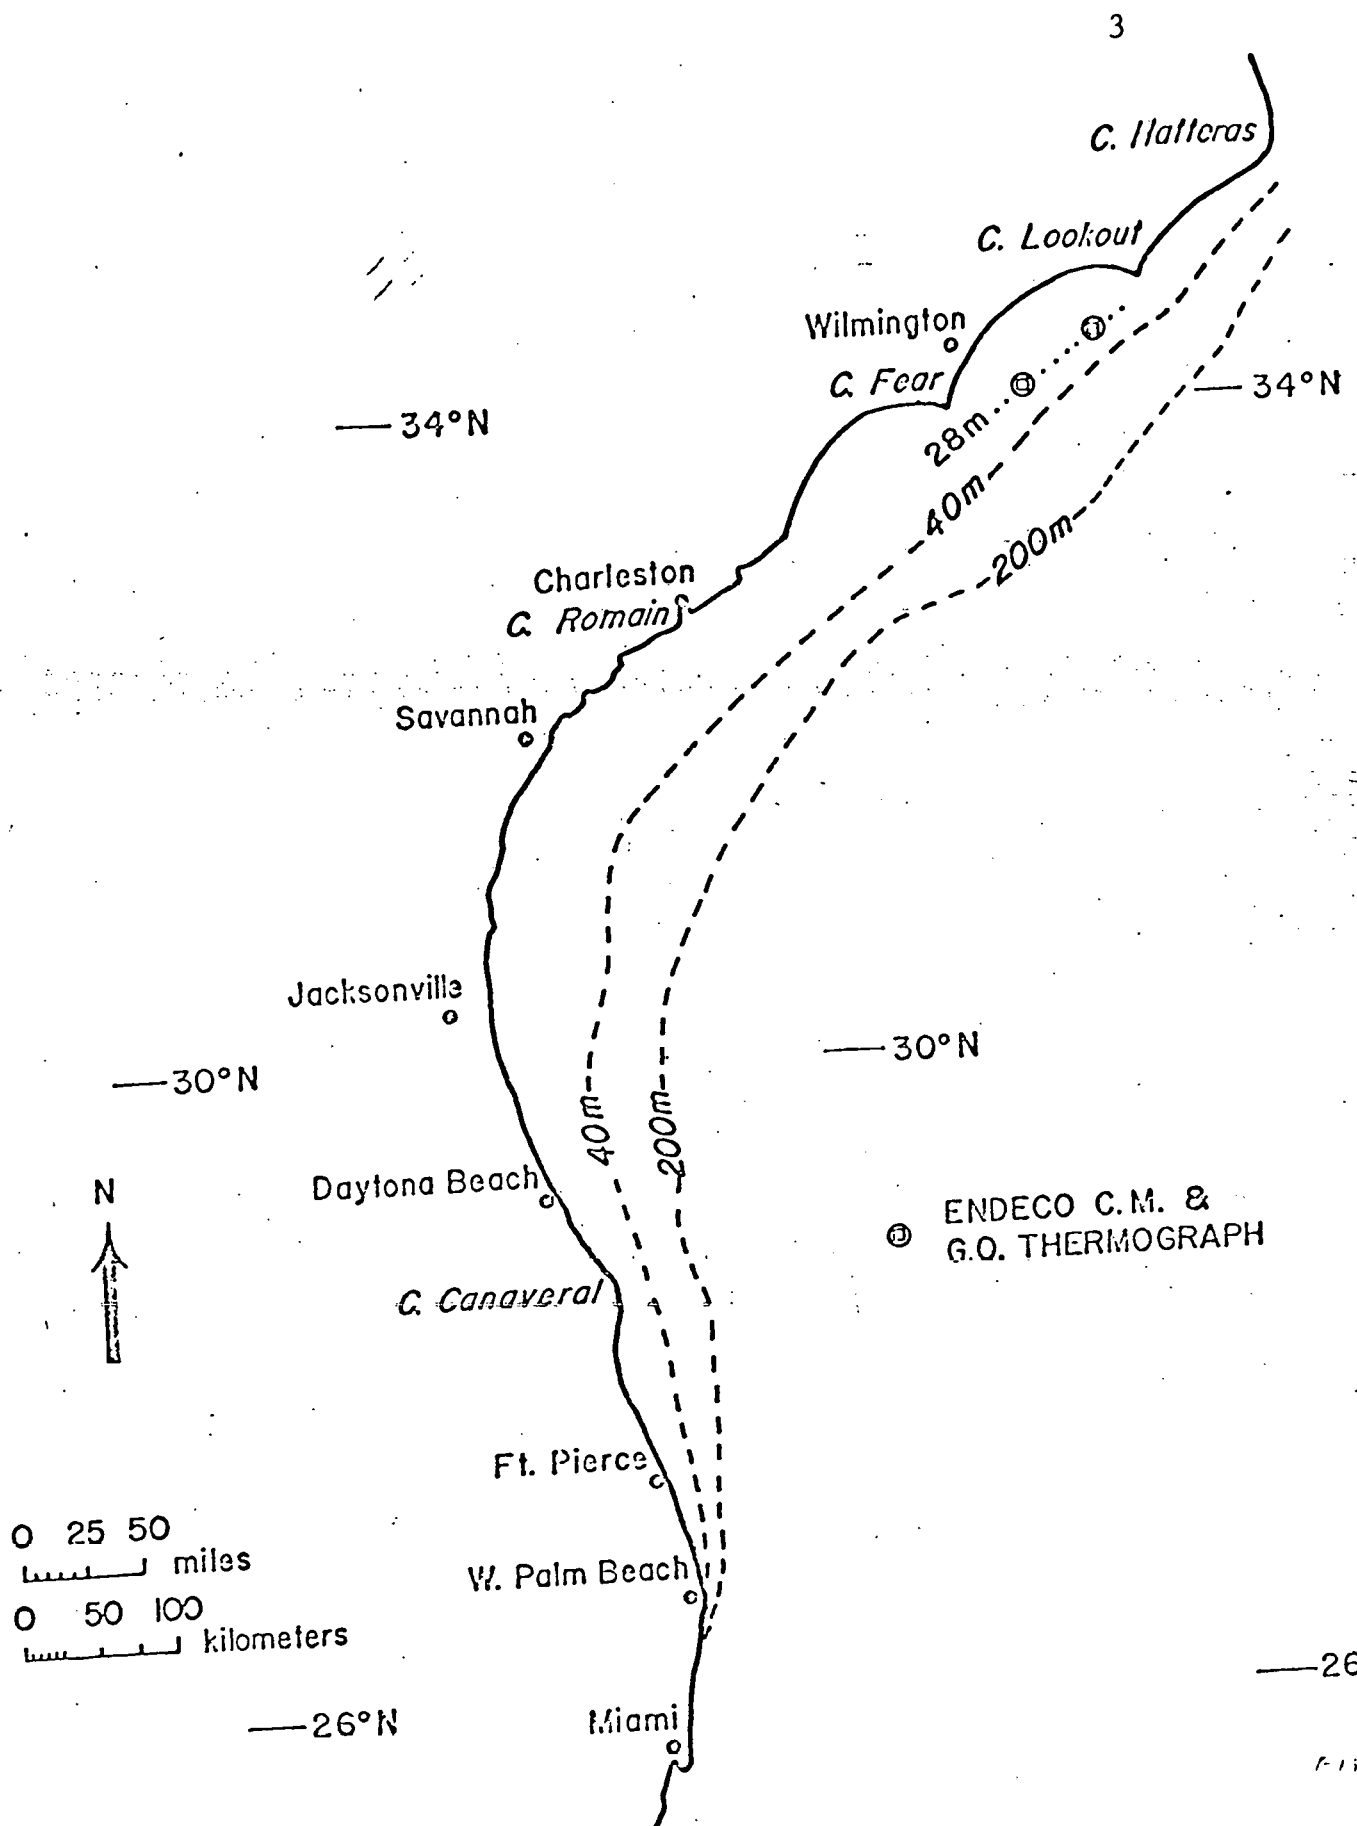 3
C. Hatteras
C. Lookout
Wilmington
C. Fear
34°N
34°N
28m
40m
200m
Charleston
C. Romain
Savannah
Jacksonville
30°N
30°N
40m
200m
Daytona Beach
N
ENDECO C.M. &
G.O. THERMOGRAPH
C. Canaveral
Ft. Pierce
0 25 50
miles
W. Palm Beach
0 50 100
kilometers
26
26°N
Miami